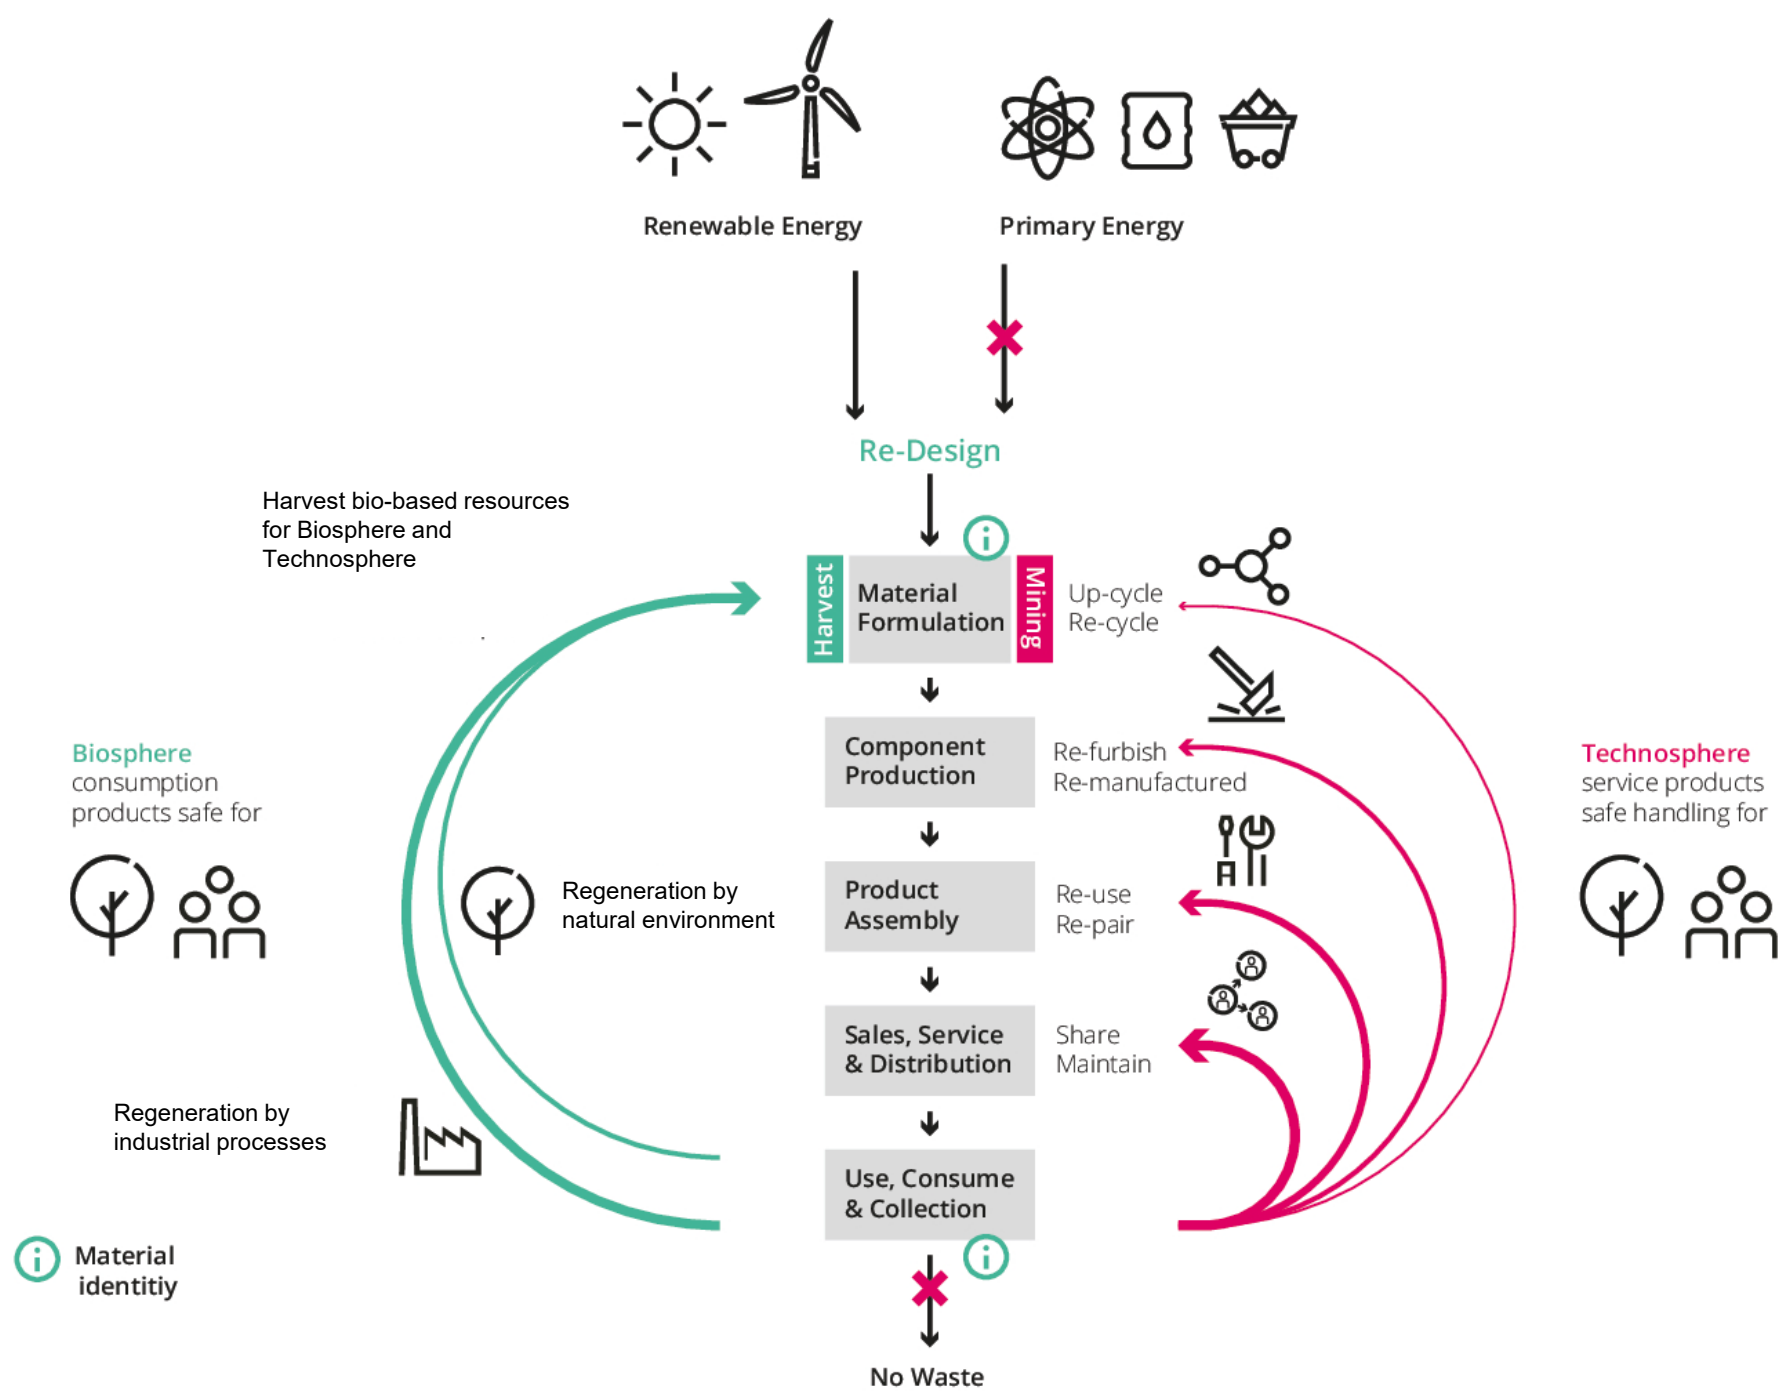 Renewable Energy
Primary Energy
Re-Design
Harvest bio-based resources
for Biosphere and
Technosphere
Harvest
Material
Formulation
Mining
Up-cycle
Re-cycle
Biosphere
consumption
products safe for
Component
Production
Re-furbish
Re-manufactured
Technosphere
service products
safe handling for
Regeneration by
natural environment
Product
Assembly
Re-use
Re-pair
Sales, Service
& Distribution
Share
Maintain
Regeneration by
industrial processes
Use, Consume
& Collection
i Material
identitiy
No Waste